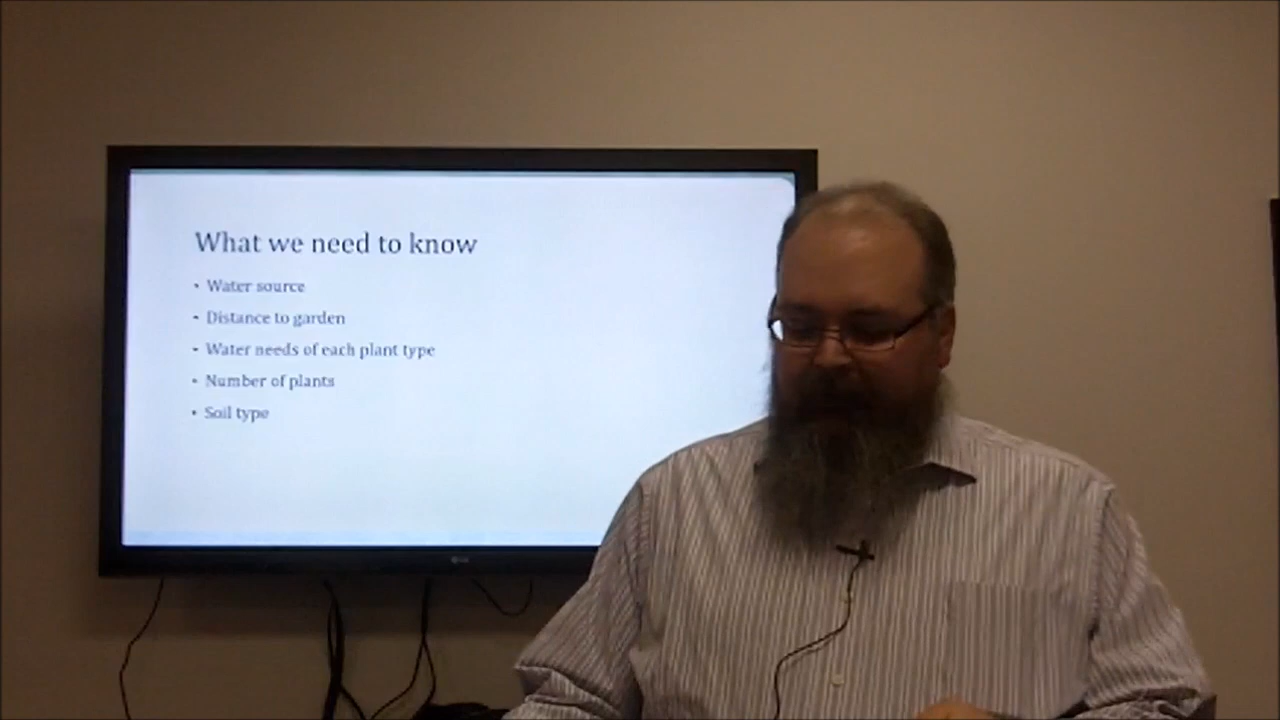 What we need to know
• Water source
• Distance to garden
• Water needs of each plant type
• Number of plants
• Soil type